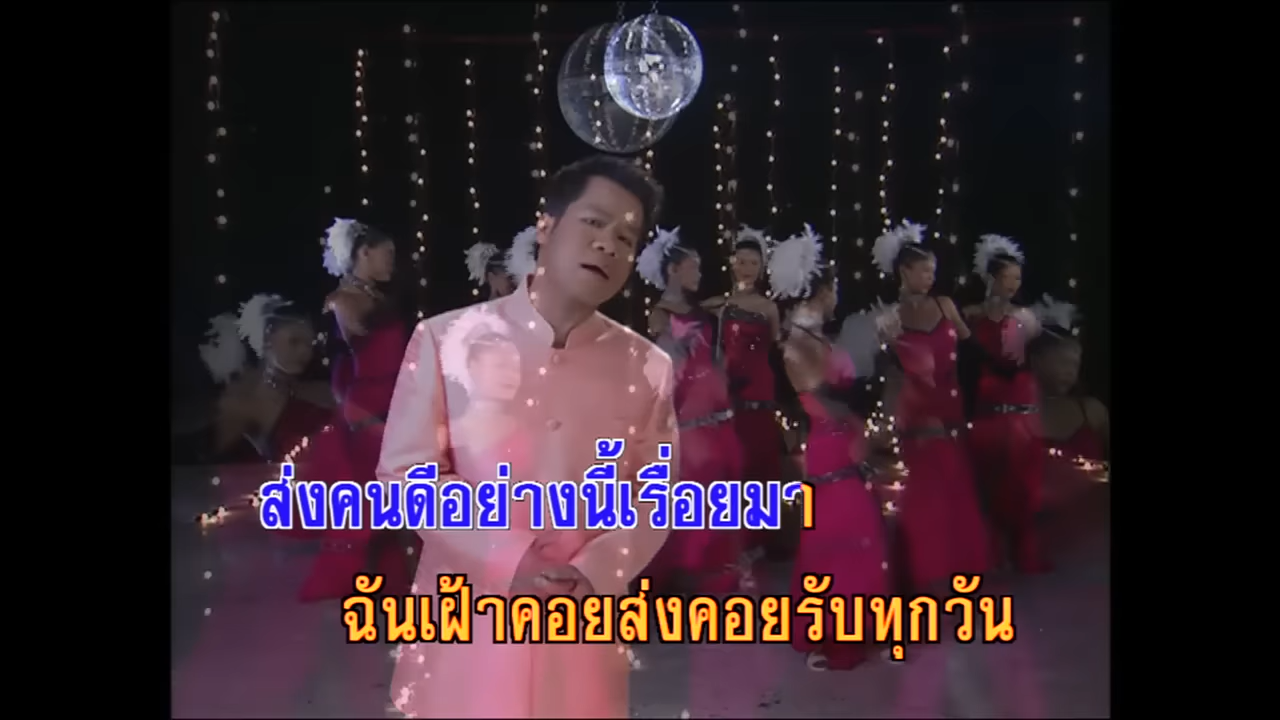 ส่งคนดีอย่างนี้เรื่อยมา
ฉันเฝ้าคอยส่งคอยรับทุกวัน